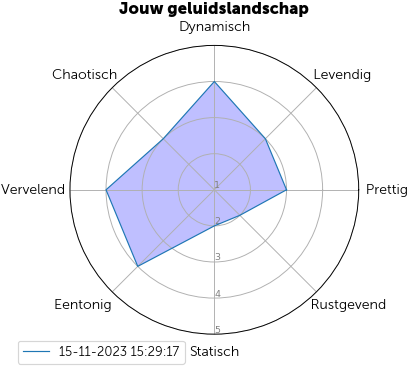 Jouw geluidslandschap
Dynamisch
Chaotisch
Levendig
Vervelend
1
Prettig
2
3
4
Eentonig
Rustgevend
5
15-11-2023 15:29:17
Statisch